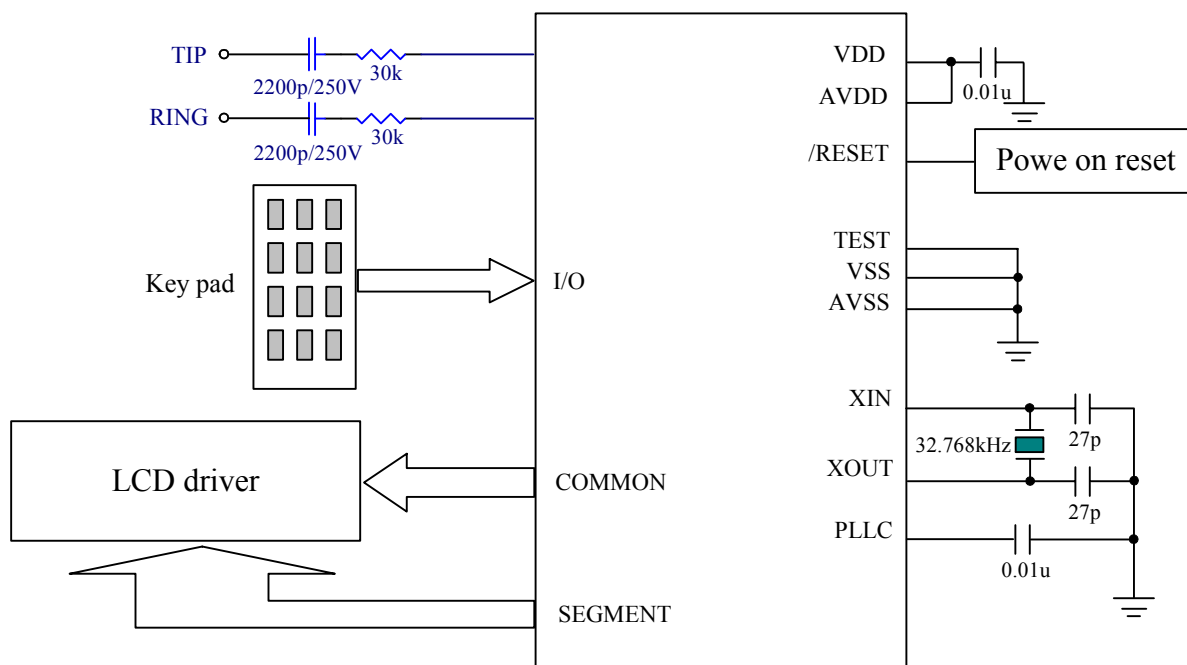 TIP
2200p/250V
30k
RING
2200p/250V
30k
Key pad
I/O
LCD driver
COMMON
SEGMENT
VDD
0.01u
AVDD
/RESET
Powe on reset
TEST
VSS
AVSS
XIN
27p
32.768kHz
XOUT
27p
PLLC
0.01u